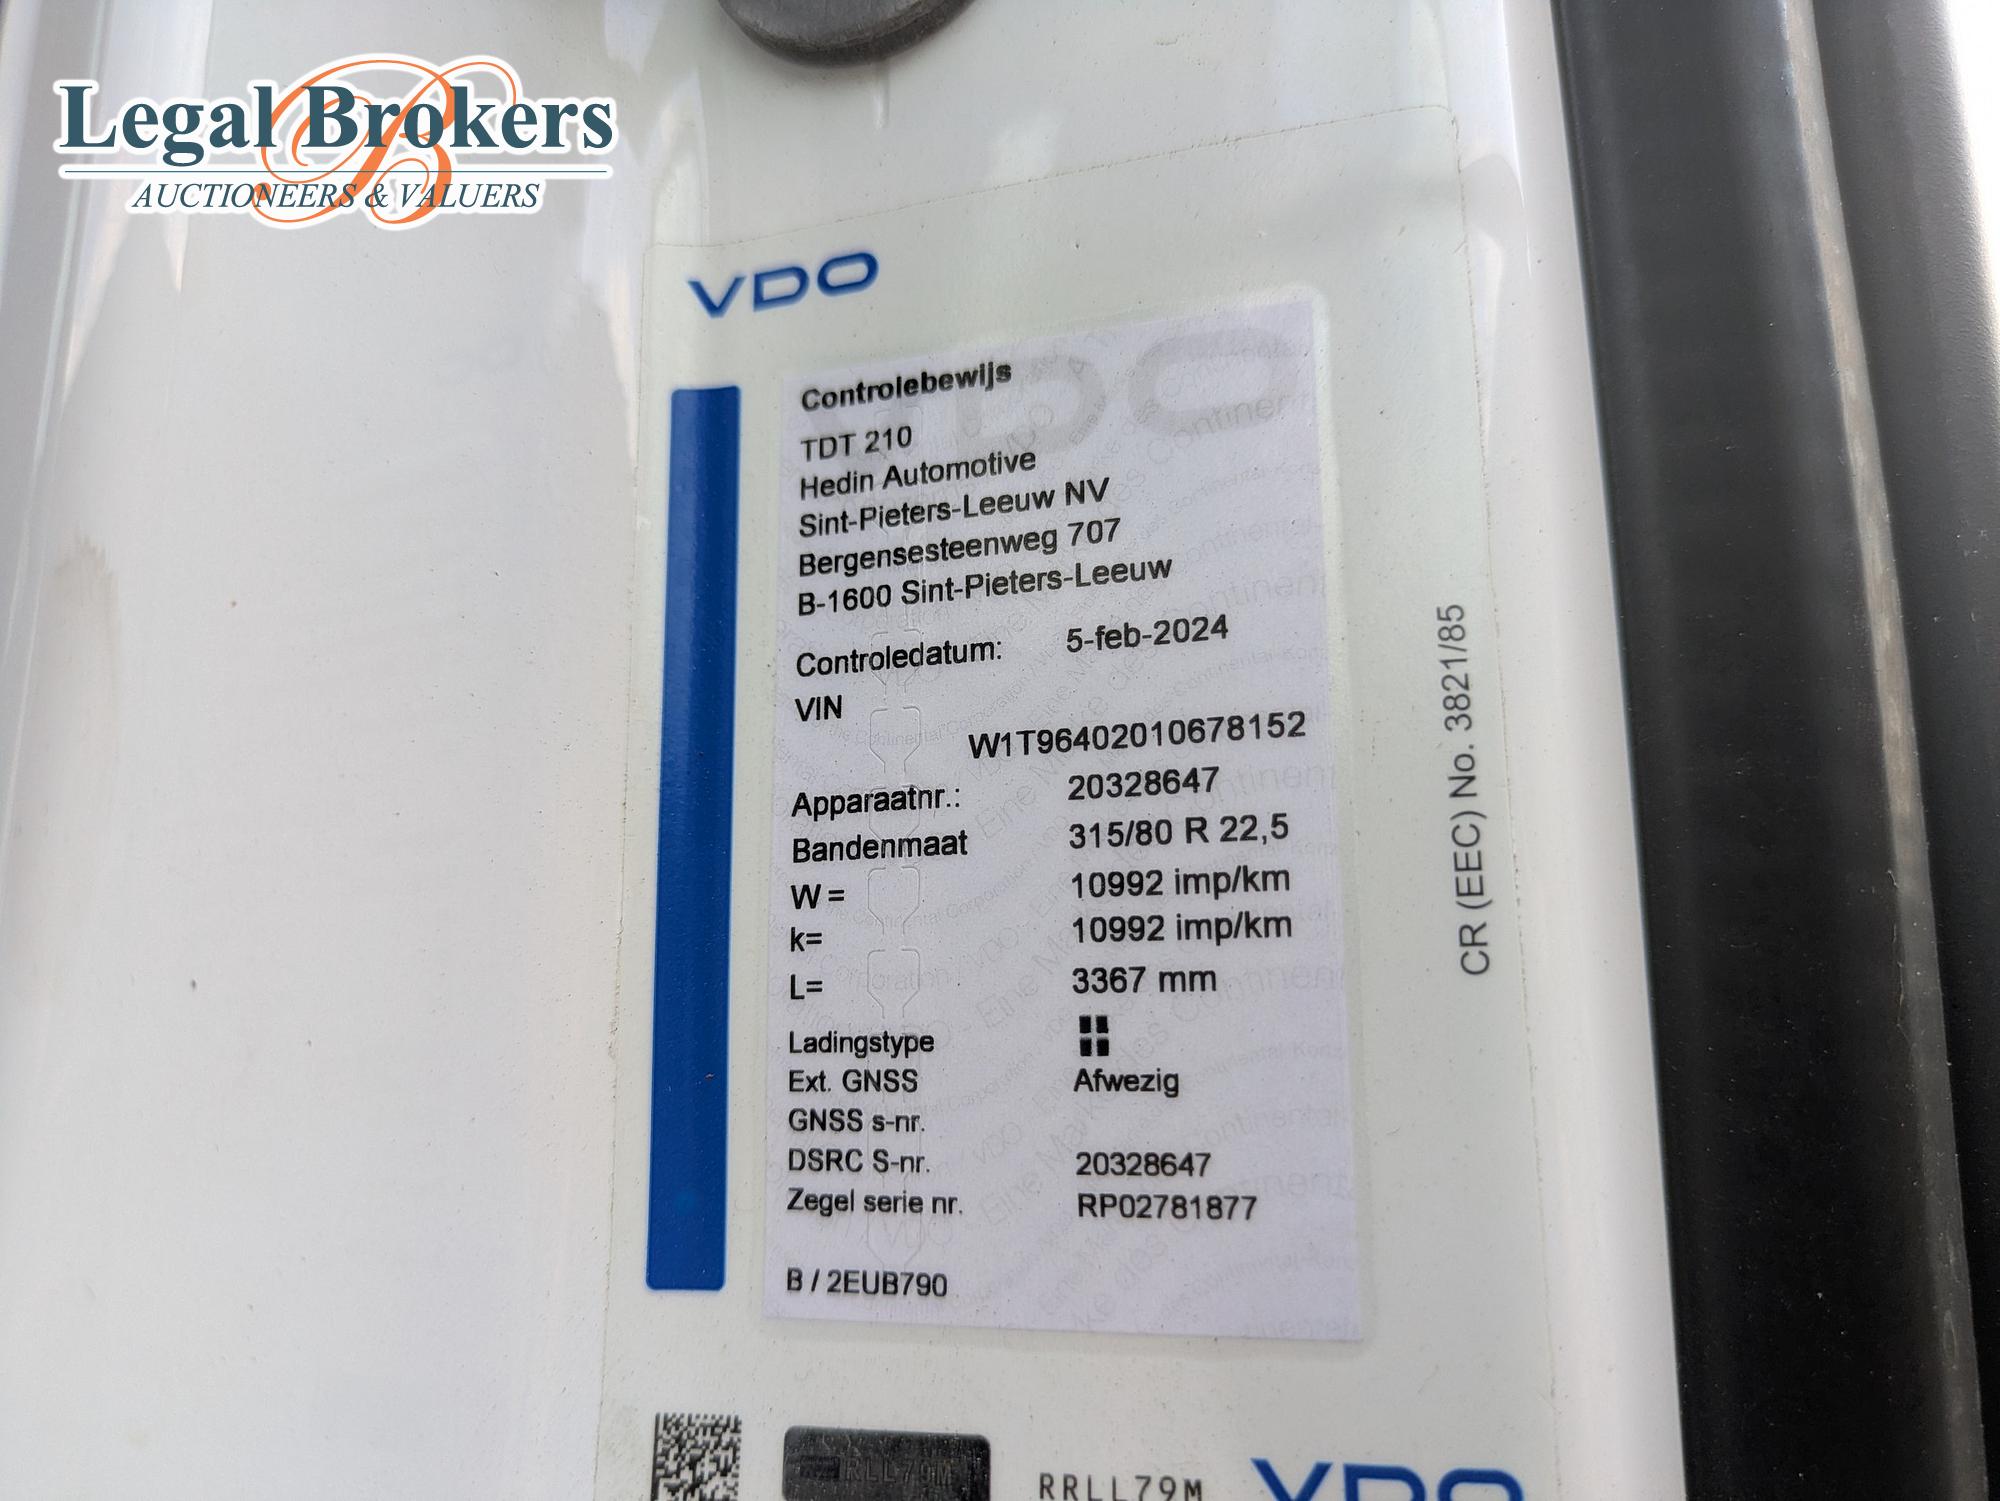 Legal Brokers
AUCTIONEERS & VALUERS
VDO
Controlebewijs
TDT 210
Hedin Automotive
Sint-Pieters-Leeuw NV
Bergensesteenweg 707
B-1600 Sint-Pieters-Leeuw
Controledatum: 5-feb-2024
VIN
W1T96402010678152
Apparaatnr.: 20328647
Bandenmaat 315/80 R 22,5
W = 10992 imp/km
k= 10992 imp/km
L= 3367 mm
Ladingstype
Ext. GNSS Afwezig
GNSS s-nr.
DSRC S-nr. 20328647
Zegel serie nr. RP02781877
B / 2EUB790
CR (EEC) No. 3821/85
RRLL79M
VDO